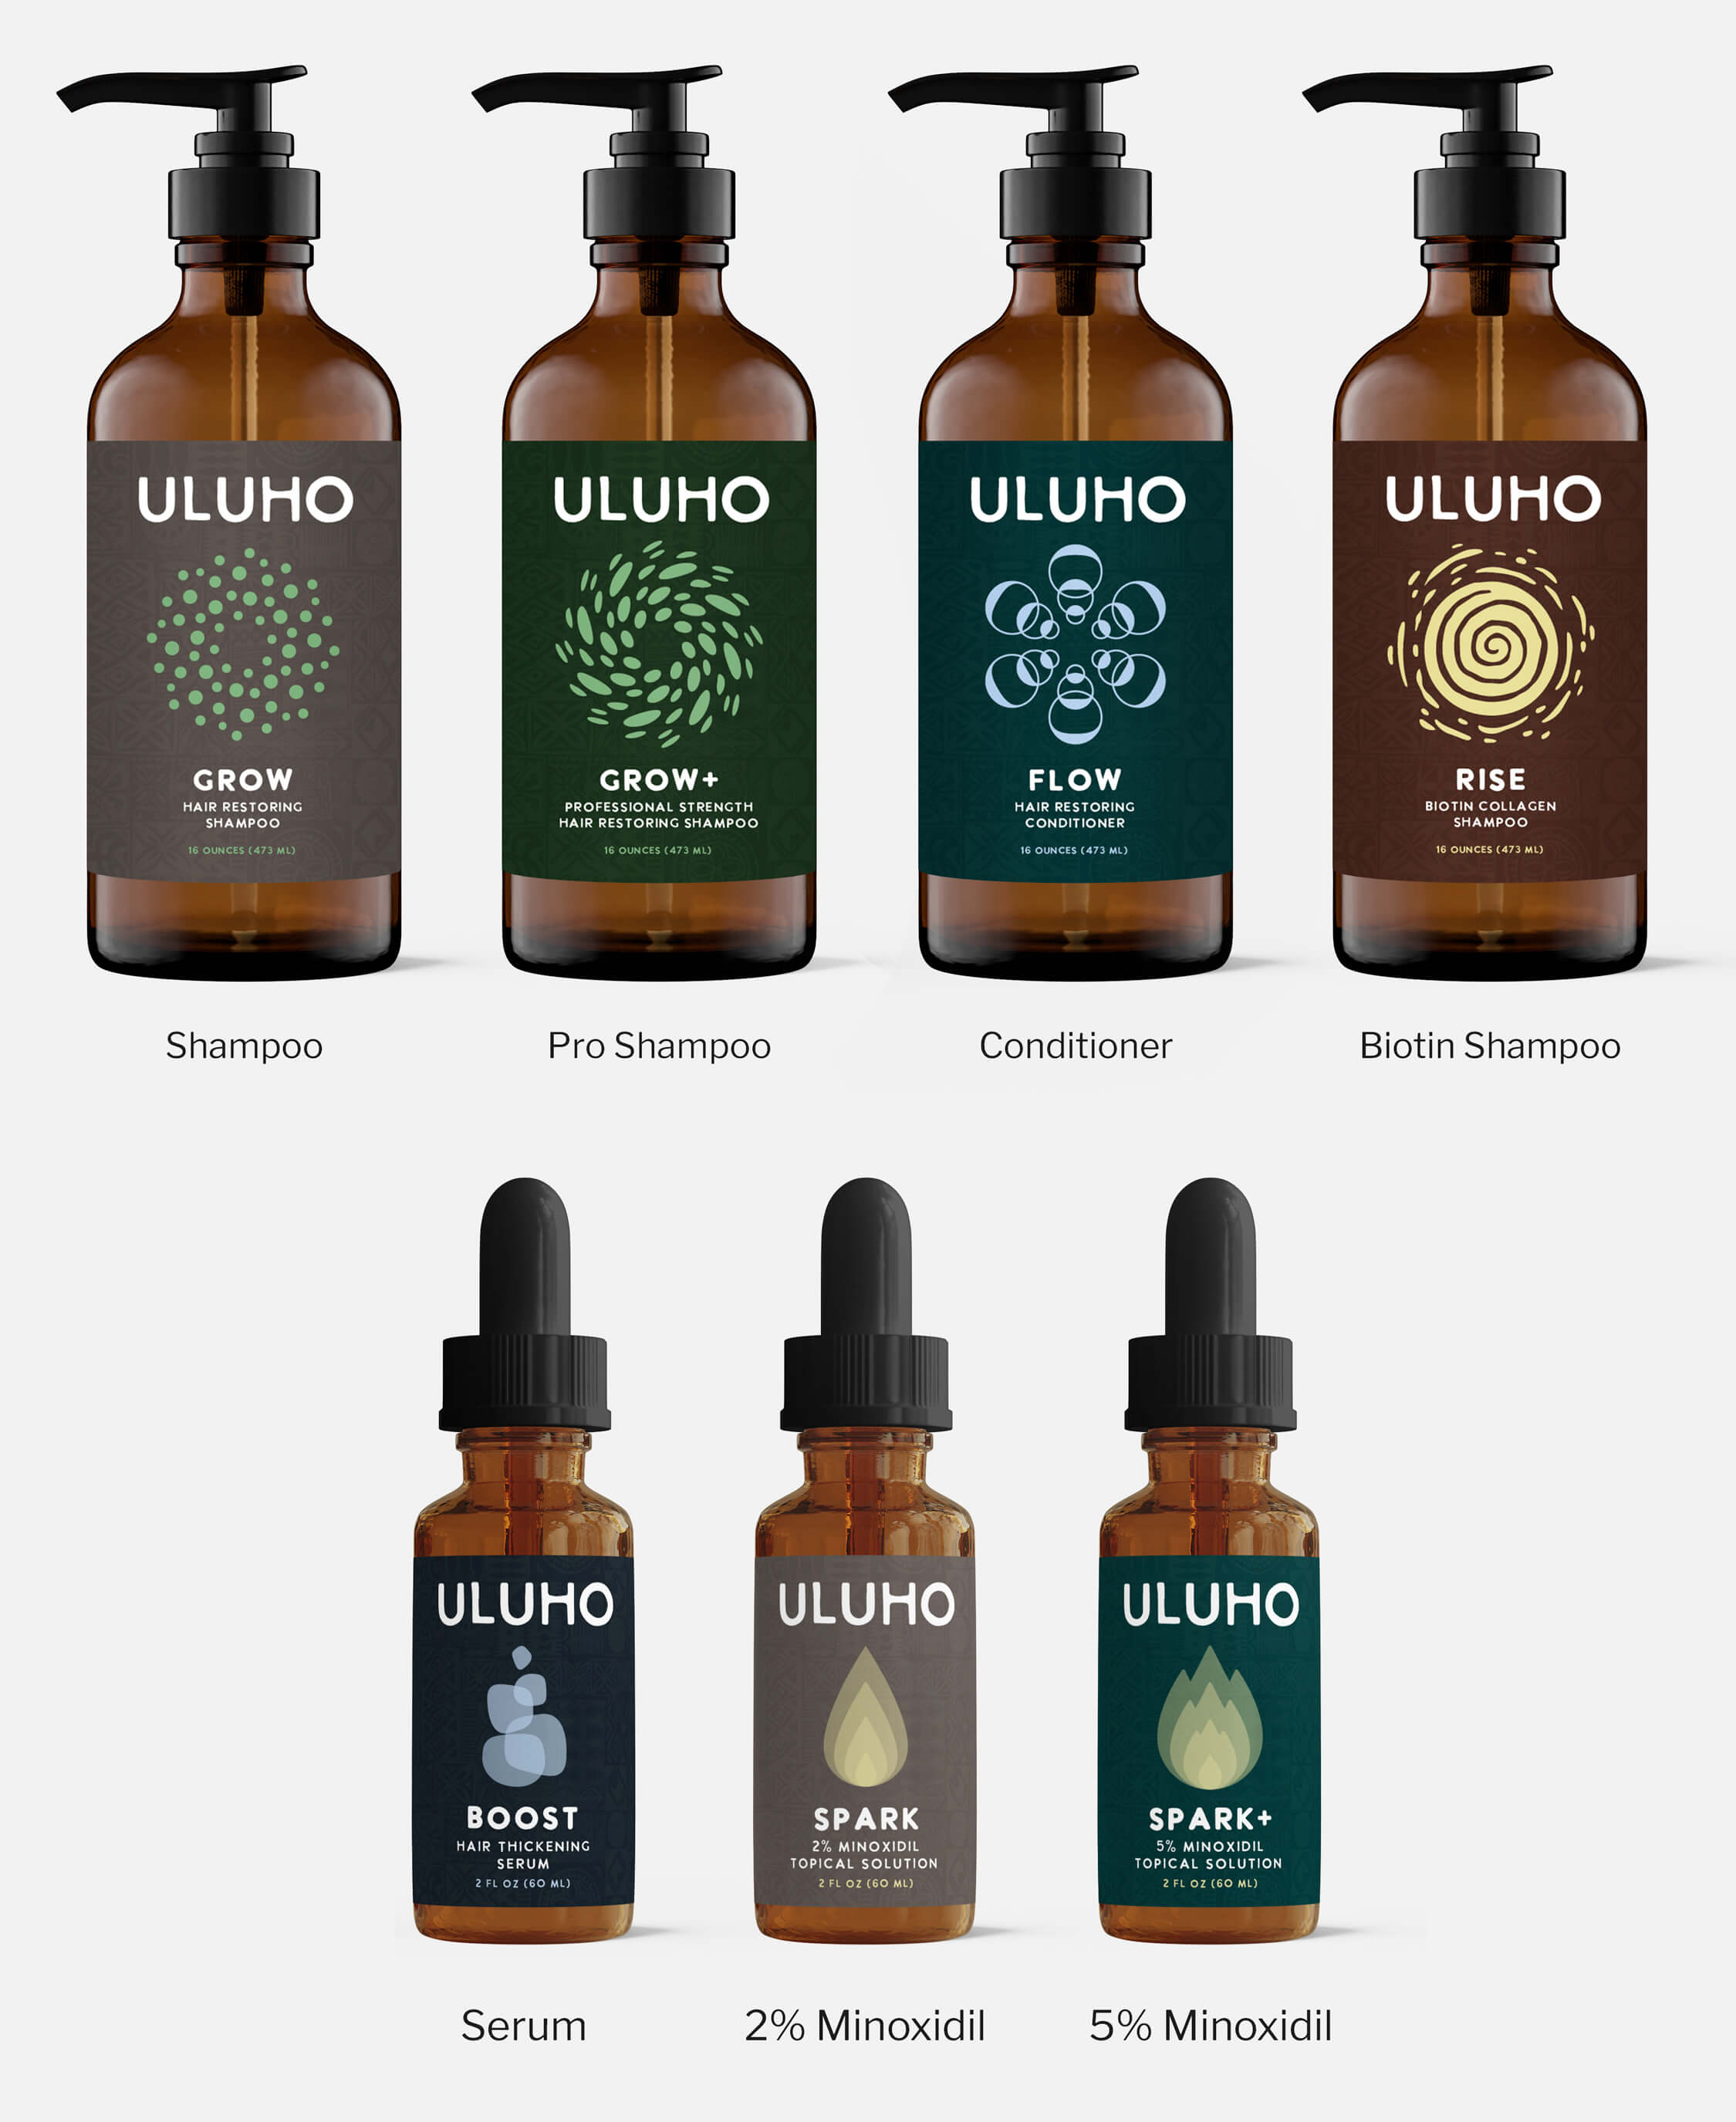 ULUHO
GROW
HAIR RESTORING
SHAMPOO
16 OUNCES (473 ML)
ULUHO
GROW+
PROFESSIONAL STRENGTH
HAIR RESTORING SHAMPOO
16 OUNCES (473 ML)
ULUHO
FLOW
HAIR RESTORING
CONDITIONER
16 OUNCES (473 ML)
ULUHO
RISE
BIOTIN COLLAGEN
SHAMPOO
16 OUNCES (473 ML)
Shampoo
Pro Shampoo
Conditioner
Biotin Shampoo
ULUHO
BOOST
HAIR THICKENING
SERUM
2 FL OZ (60 ML)
ULUHO
SPARK
2% MINOXIDIL
TOPICAL SOLUTION
2 FL OZ (60 ML)
ULUHO
SPARK+
5% MINOXIDIL
TOPICAL SOLUTION
2 FL OZ (60 ML)
Serum
2% Minoxidil
5% Minoxidil